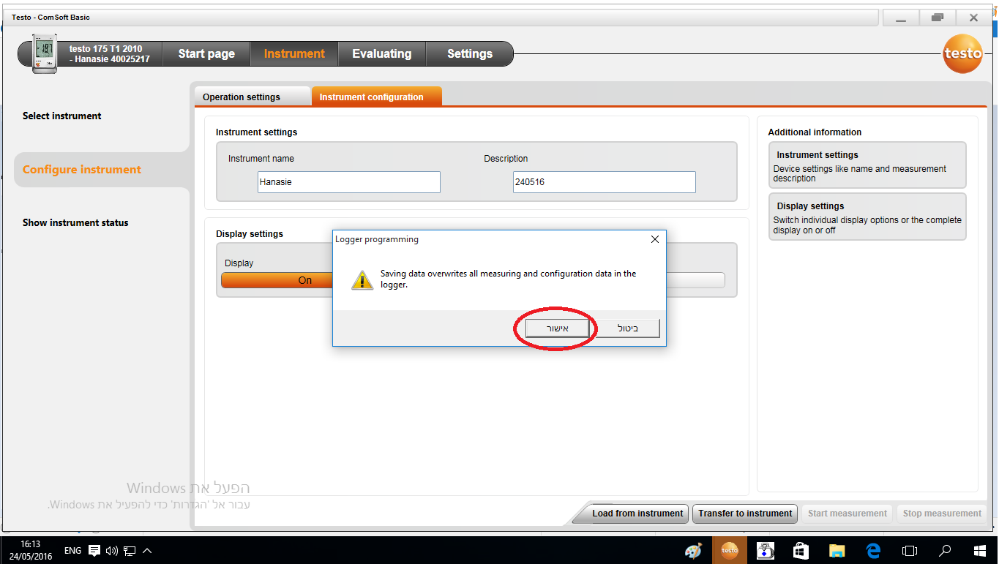 Testo - ComSoft Basic
testo 175 T1 2010
- Hanasie 40025217
Start page
Instrument
Evaluating
Settings
testo
Select instrument
Configure instrument
Show instrument status
Operation settings
Instrument configuration
Instrument settings
Instrument name
Description
Hanasie
240516
Display settings
Display
On
Logger programming
Saving data overwrites all measuring and configuration data in the
logger.
אישור
ביטול
Additional information
Instrument settings
Device settings like name and measurement
description
Display settings
Switch individual display options or the complete
display on or off
הפעל את Windows
עבור אל 'הגדרות' כדי להפעיל את Windows.
Load from instrument
Transfer to instrument
Start measurement
Stop measurement
16:13
24/05/2016
ENG
testo